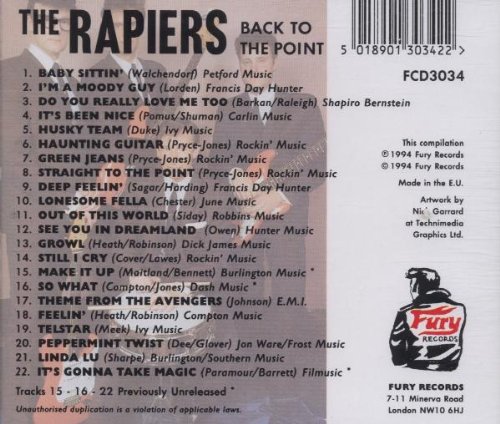 THE RAPIERS BACK TO THE POINT
5 018901 303422 >
FCD3034
1. BABY SITTIN' (Walchendorf) Petford Music
2. I'M A MOODY GUY (Lorden) Francis Day Hunter
3. DO YOU REALLY LOVE ME TOO (Barkan/Raleigh) Shapiro Bernstein
4. IT'S BEEN NICE (Pomus/Shuman) Carlin Music
5. HUSKY TEAM (Duke) Ivy Music
6. HAUNTING GUITAR (Pryce-Jones) Rockin' Music
7. GREEN JEANS (Pryce-Jones) Rockin' Music
8. STRAIGHT TO THE POINT (Pryce-Jones) Rockin' Music
9. DEEP FEELIN' (Sagar/Harding) Francis Day Hunter
10. LONESOME FELLA (Chester) June Music
11. OUT OF THIS WORLD (Siday) Robbins Music
12. SEE YOU IN DREAMLAND (Owen) Hunter Music
13. GROWL (Heath/Robinson) Dick James Music
14. STILL I CRY (Cover/Lowes) Rockin' Music
15. MAKE IT UP (Maitland/Bennett) Burlington Music *
16. SO WHAT (Compton/Jones) Dash Music *
17. THEME FROM THE AVENGERS (Johnson) E.M.I.
18. FEELIN' (Heath/Robinson) Compton Music
19. TELSTAR (Meek) Ivy Music
20. PEPPERMINT TWIST (Dee/Glover) Jon Ware/Frost Music
21. LINDA LU (Sharpe) Burlington/Southern Music
22. IT'S GONNA TAKE MAGIC (Paramour/Barrett) Filmusic *
Tracks 15 - 16 - 22 Previously Unreleased *
Unauthorised duplication is a violation of applicable laws.
This compilation
℗ 1994 Fury Records
© 1994 Fury Records
Made in the E.U.
Artwork by
Garrard
at Technimedia
Graphics Ltd.
Fury
RECORDS
FURY RECORDS
7-11 Minerva Road
London NW10 6HJ